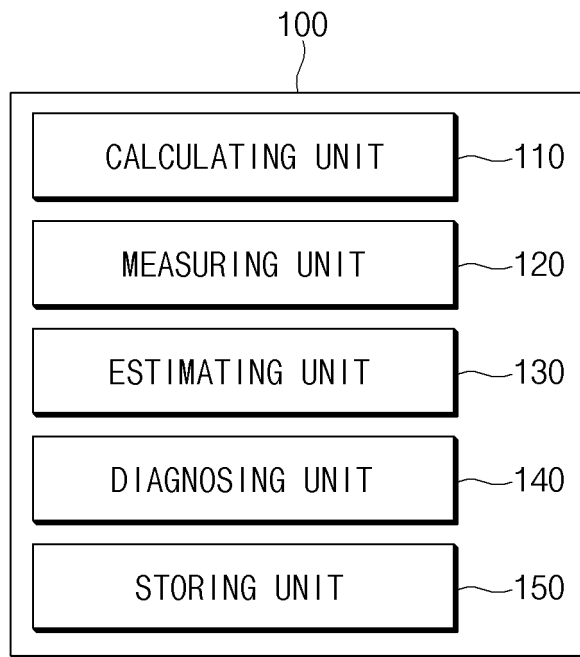 100
CALCULATING UNIT 110
MEASURING UNIT 120
ESTIMATING UNIT 130
DIAGNOSING UNIT 140
STORING UNIT 150